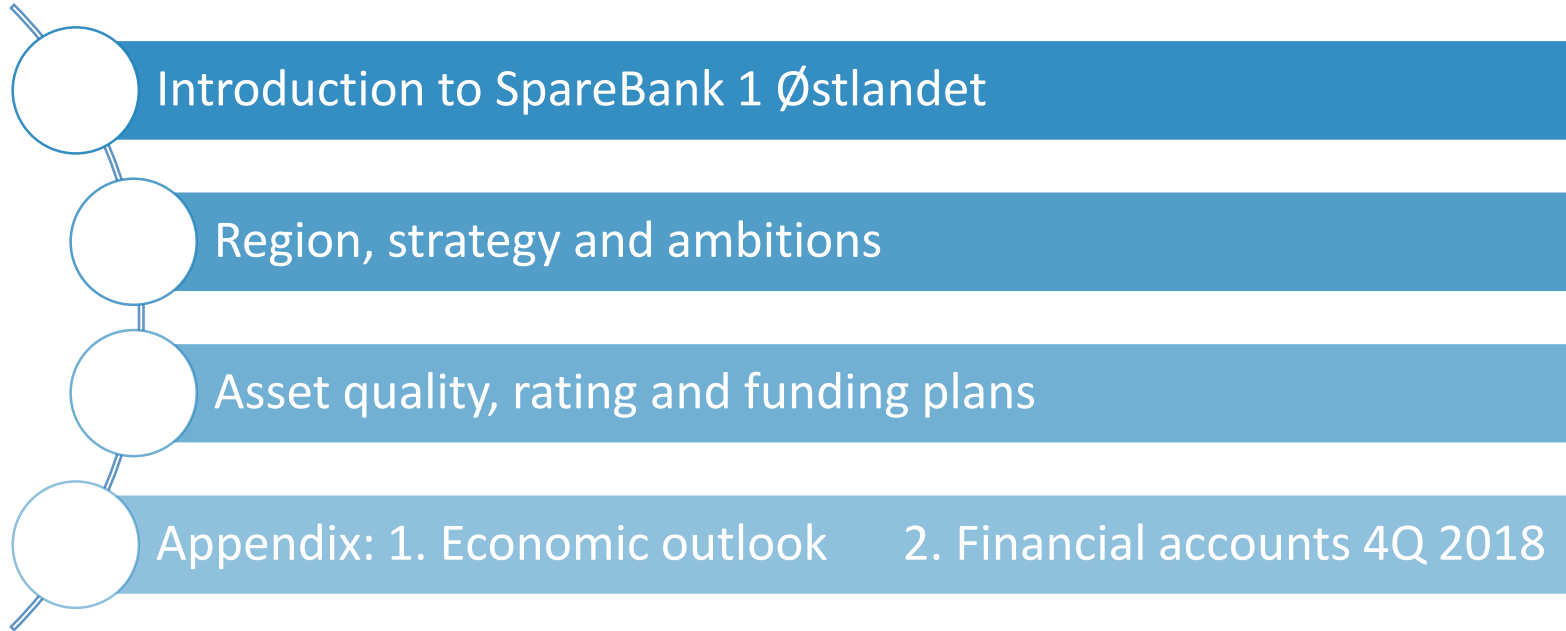 Introduction to SpareBank 1 Østlandet
Region, strategy and ambitions
Asset quality, rating and funding plans
Appendix: 1. Economic outlook 2. Financial accounts 4Q 2018